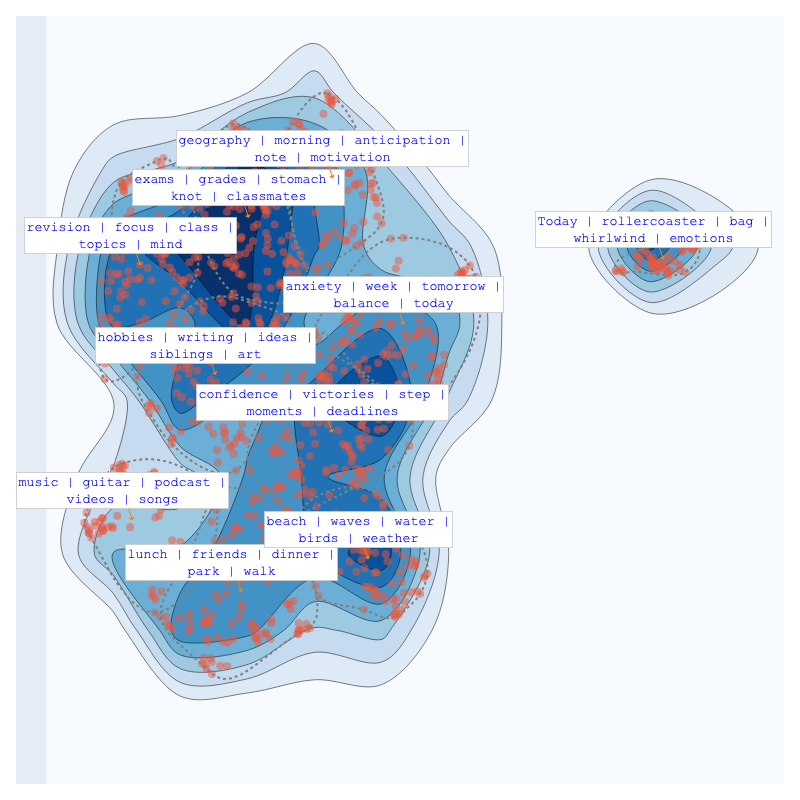 geography | morning | anticipation |
note | motivation
exams | grades | stomach |
knot | classmates
revision | focus | class |
topics | mind
Today | rollercoaster | bag |
whirlwind | emotions
anxiety | week | tomorrow |
balance | today
hobbies | writing | ideas |
siblings | art
confidence | victories | step |
moments | deadlines
music | guitar | podcast |
videos | songs
beach | waves | water |
birds | weather
lunch | friends | dinner |
park | walk